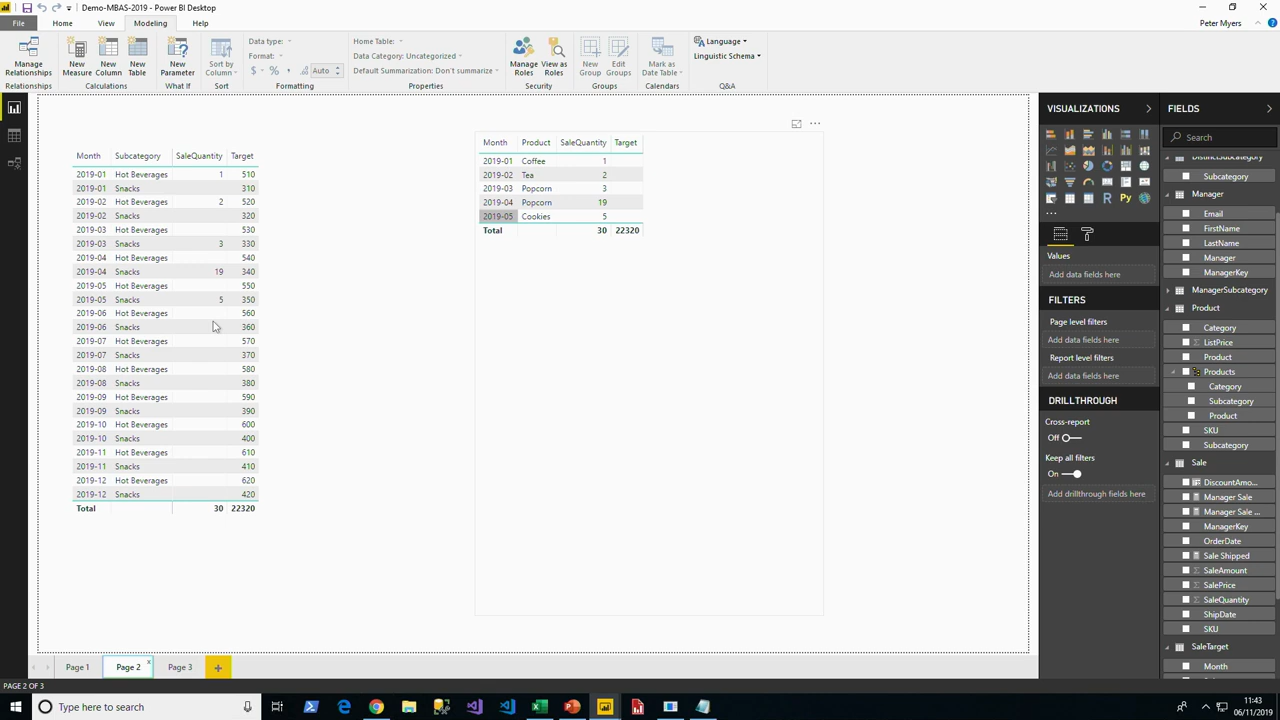 Demo-MBAS-2019 - Power BI Desktop
File Home View Modeling Help
Peter Myers
Manage Relationships
New Measure
New Column
New Table
New Parameter
Sort by Column
Data type:
Format:
$ % , Auto
Home Table:
Data Category: Uncategorized
Default Summarization: Don't summarize
Manage Roles
View as Roles
New Group
Edit Groups
Mark as Date Table
Language
Linguistic Schema
Relationships Calculations What If Sort Formatting Properties Security Groups Calendars Q&A
Month Subcategory SaleQuantity Target
2019-01 Hot Beverages 1 510
2019-01 Snacks 310
2019-02 Hot Beverages 2 520
2019-02 Snacks 320
2019-03 Hot Beverages 530
2019-03 Snacks 3 330
2019-04 Hot Beverages 540
2019-04 Snacks 19 340
2019-05 Hot Beverages 550
2019-05 Snacks 5 350
2019-06 Hot Beverages 560
2019-06 Snacks 360
2019-07 Hot Beverages 570
2019-07 Snacks 370
2019-08 Hot Beverages 580
2019-08 Snacks 380
2019-09 Hot Beverages 590
2019-09 Snacks 390
2019-10 Hot Beverages 600
2019-10 Snacks 400
2019-11 Hot Beverages 610
2019-11 Snacks 410
2019-12 Hot Beverages 620
2019-12 Snacks 420
Total 30 22320
Month Product SaleQuantity Target
2019-01 Coffee 1
2019-02 Tea 2
2019-03 Popcorn 3
2019-04 Popcorn 19
2019-05 Cookies 5
Total 30 22320
VISUALIZATIONS
R Py
Values
Add data fields here
FILTERS
Page level filters
Add data fields here
Report level filters
Add data fields here
DRILLTHROUGH
Cross-report
Off
Keep all filters
On
Add drillthrough fields here
FIELDS
Search
DistinctSubcategory
Subcategory
Manager
Email
FirstName
LastName
Manager
ManagerKey
ManagerSubcategory
Product
Category
ListPrice
Product
Products
Category
Subcategory
Product
SKU
Subcategory
Sale
DiscountAmo...
Manager Sale
Manager Sale ...
ManagerKey
OrderDate
Sale Shipped
SaleAmount
SalePrice
SaleQuantity
ShipDate
SKU
SaleTarget
Month
Page 1 Page 2 Page 3 +
PAGE 2 OF 3
Type here to search
11:43
06/11/2019